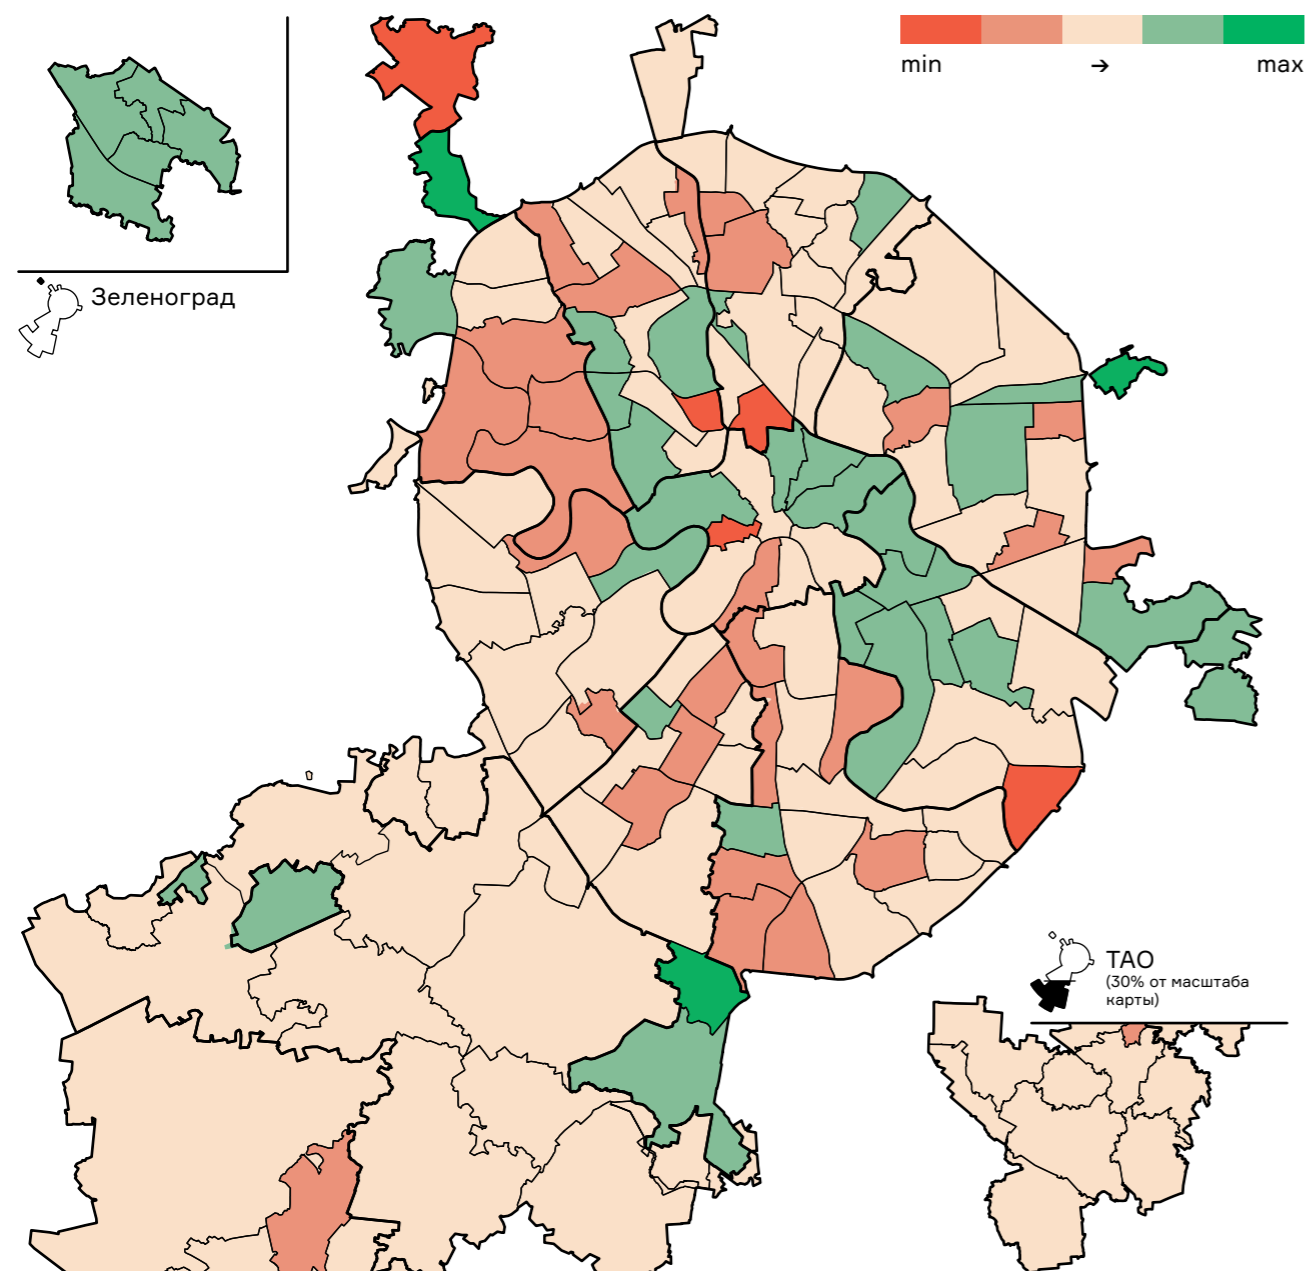 min → max
Зеленоград
ТАО
(30% от масштаба
карты)